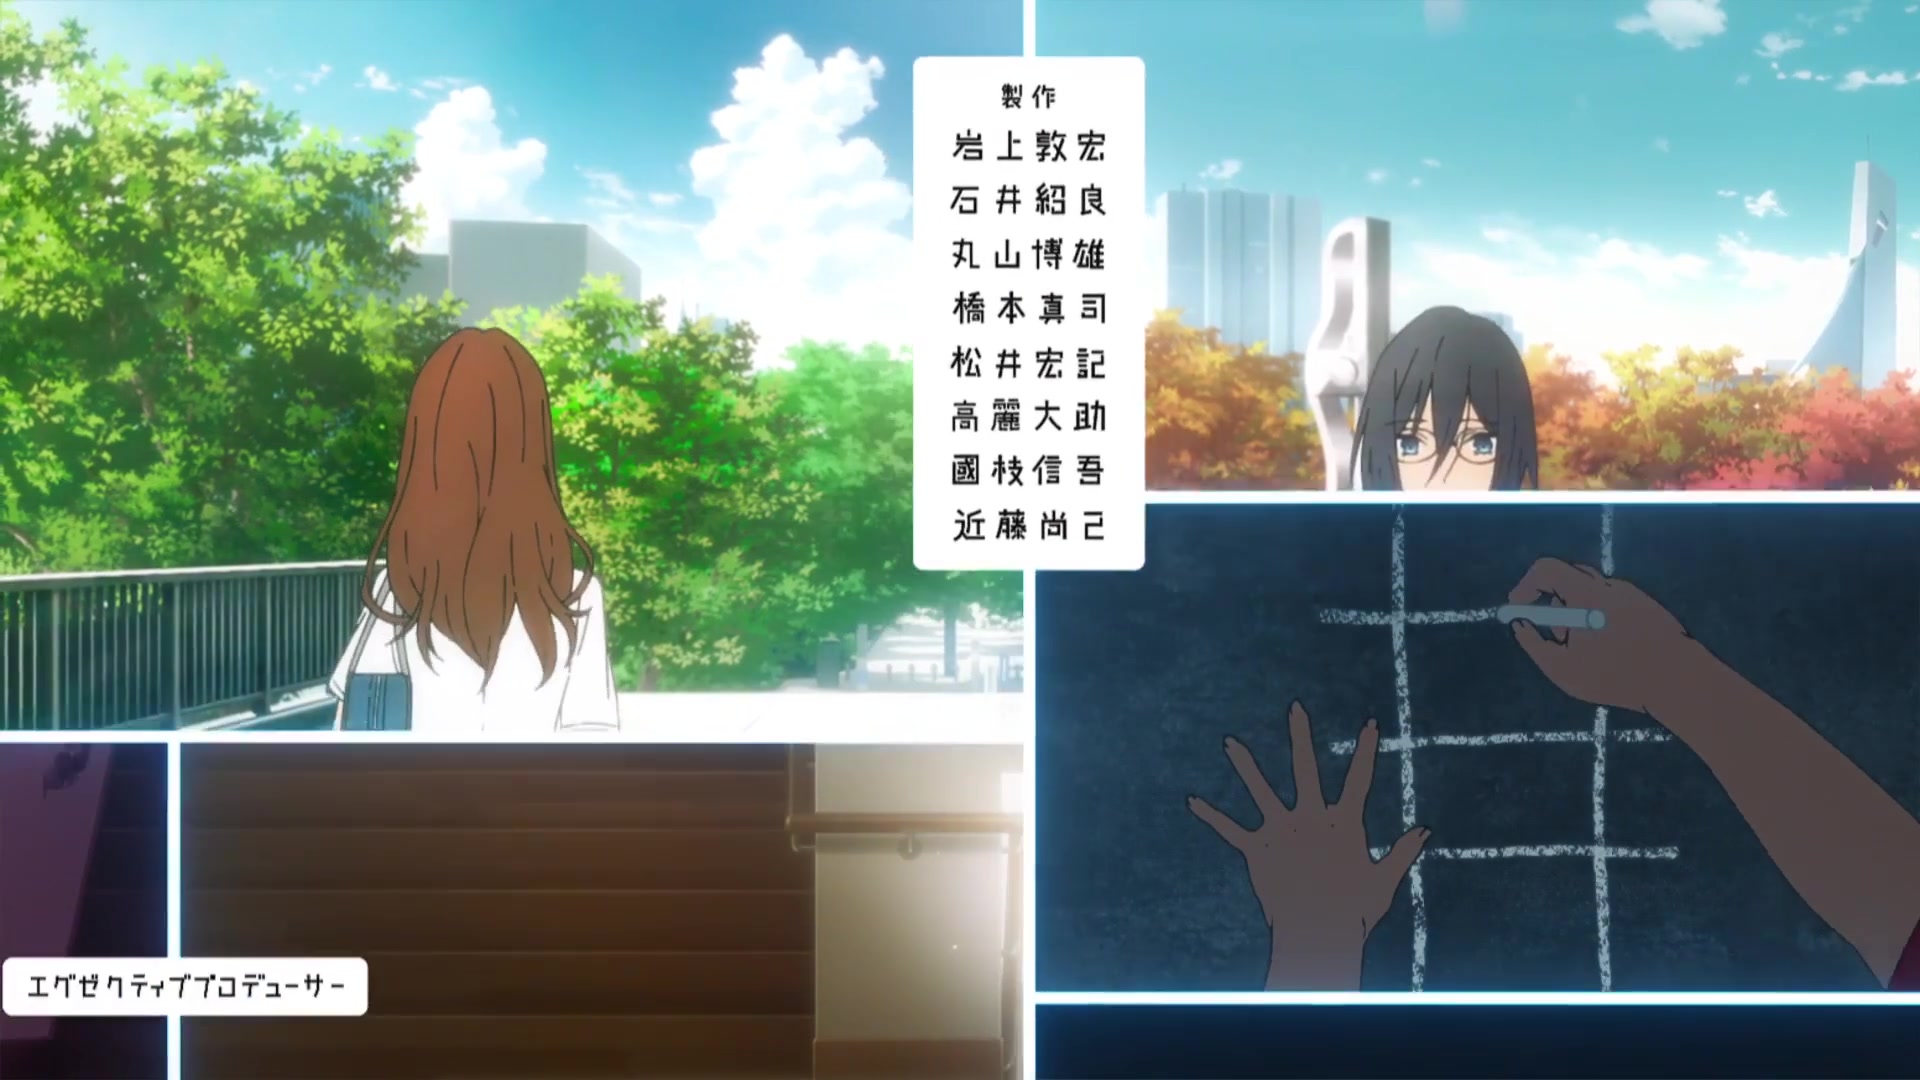 製作
岩上敦宏
石井紹良
丸山博雄
橋本真司
松井宏記
高麗大助
國枝信吾
近藤尚己
エグゼクティブプロデューサー